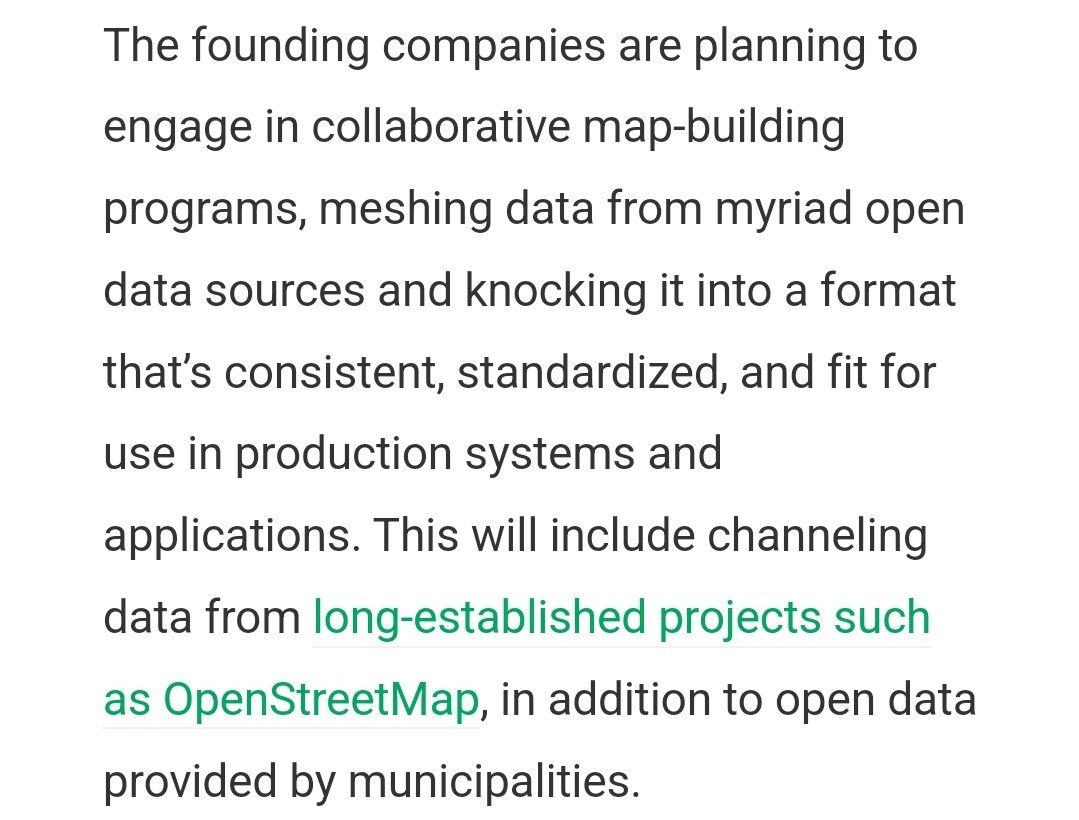 The founding companies are planning to
engage in collaborative map-building
programs, meshing data from myriad open
data sources and knocking it into a format
that’s consistent, standardized, and fit for
use in production systems and
applications. This will include channeling
data from long-established projects such
as OpenStreetMap, in addition to open data
provided by municipalities.